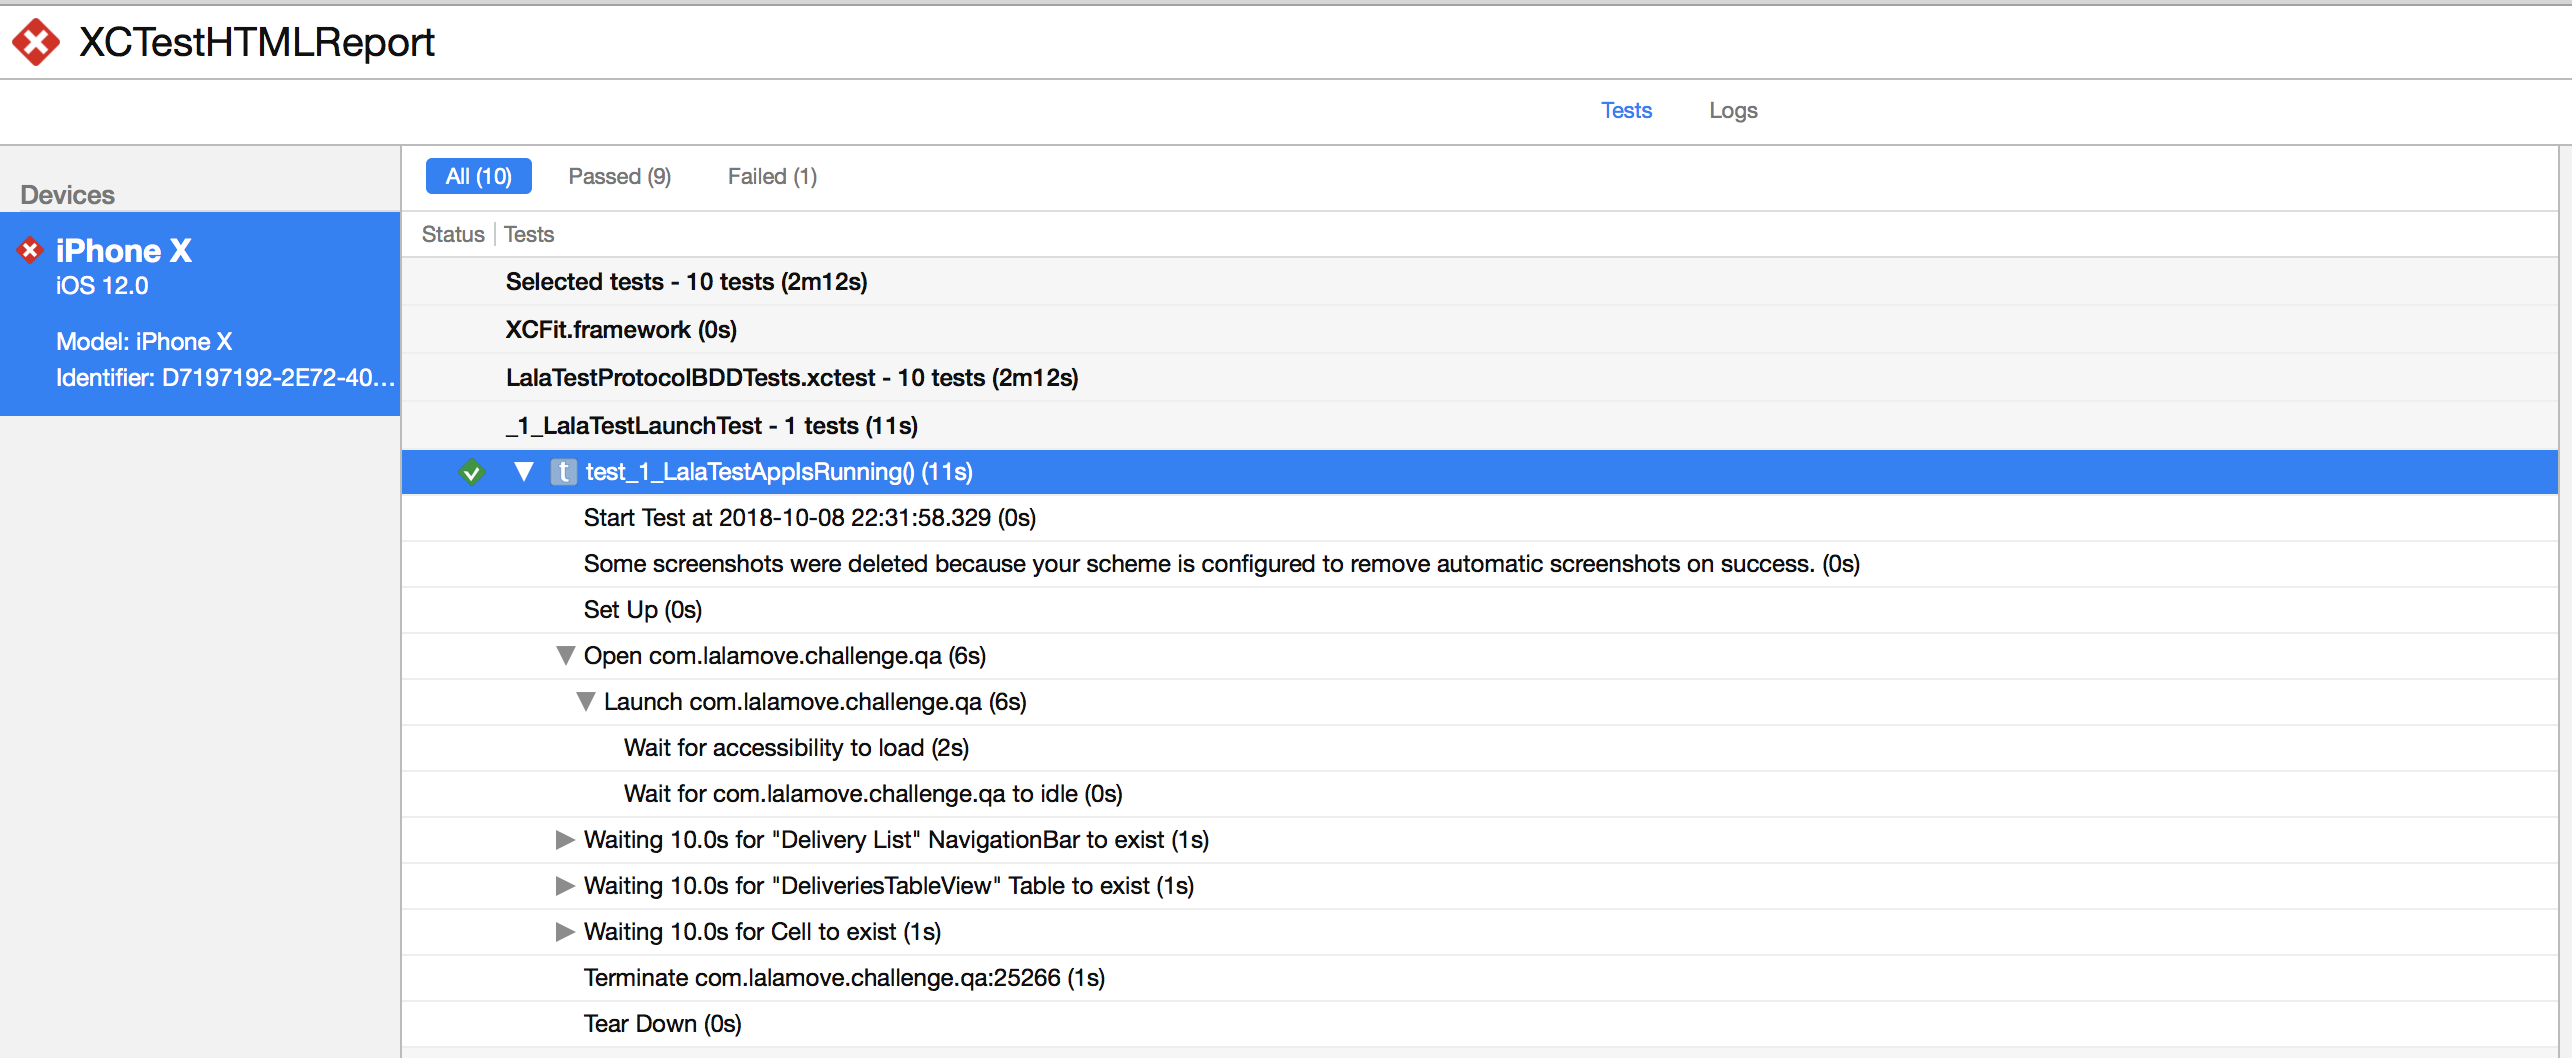 XCTestHTMLReport
Tests Logs
Devices
iPhone X
iOS 12.0
Model: iPhone X
Identifier: D7197192-2E72-40...
All (10) Passed (9) Failed (1)
Status Tests
Selected tests - 10 tests (2m12s)
XCFit.framework (0s)
LalaTestProtocolBDDTests.xctest - 10 tests (2m12s)
_1_LalaTestLaunchTest - 1 tests (11s)
t test_1_LalaTestAppIsRunning() (11s)
Start Test at 2018-10-08 22:31:58.329 (0s)
Some screenshots were deleted because your scheme is configured to remove automatic screenshots on success. (0s)
Set Up (0s)
Open com.lalamove.challenge.qa (6s)
Launch com.lalamove.challenge.qa (6s)
Wait for accessibility to load (2s)
Wait for com.lalamove.challenge.qa to idle (0s)
Waiting 10.0s for "Delivery List" NavigationBar to exist (1s)
Waiting 10.0s for "DeliveriesTableView" Table to exist (1s)
Waiting 10.0s for Cell to exist (1s)
Terminate com.lalamove.challenge.qa:25266 (1s)
Tear Down (0s)